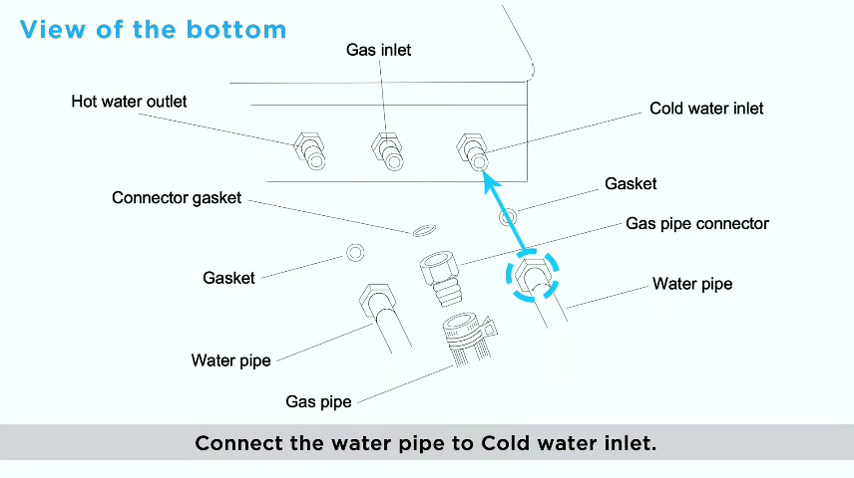 View of the bottom
Gas inlet
Hot water outlet
Cold water inlet
Connector gasket
Gasket
Gas pipe connector
Gasket
Water pipe
Water pipe
Gas pipe
Connect the water pipe to Cold water inlet.